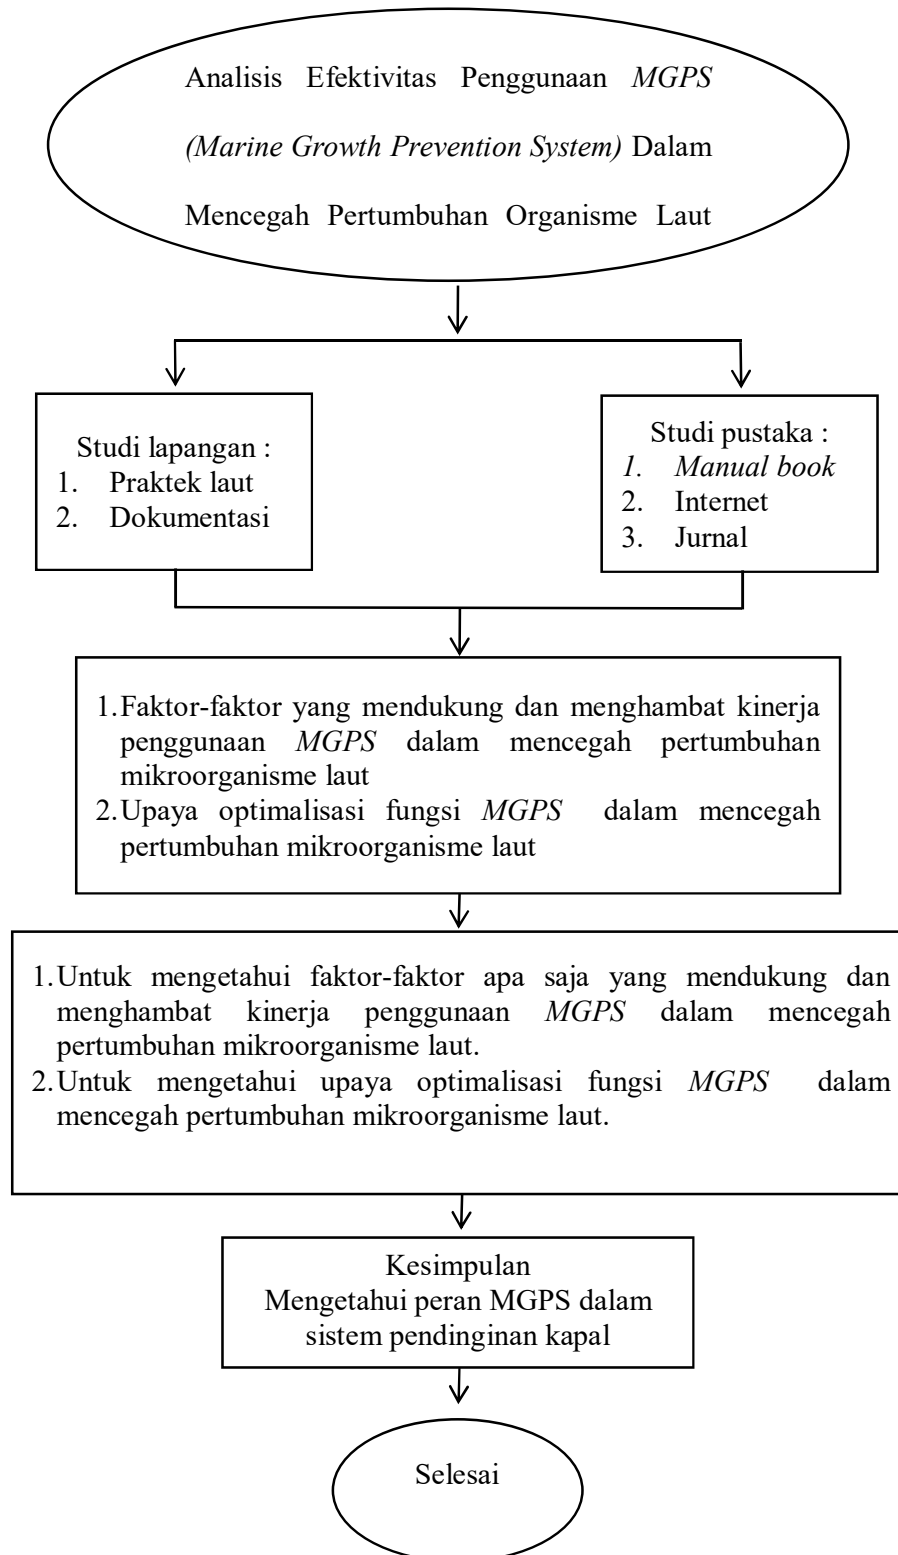 Analisis Efektivitas Penggunaan MGPS
(Marine Growth Prevention System) Dalam
Mencegah Pertumbuhan Organisme Laut
Studi lapangan :
1. Praktek laut
2. Dokumentasi
Studi pustaka :
1. Manual book
2. Internet
3. Jurnal
1. Faktor-faktor yang mendukung dan menghambat kinerja
penggunaan MGPS dalam mencegah pertumbuhan
mikroorganisme laut
2. Upaya optimalisasi fungsi MGPS dalam mencegah
pertumbuhan mikroorganisme laut
1. Untuk mengetahui faktor-faktor apa saja yang mendukung dan
menghambat kinerja penggunaan MGPS dalam mencegah
pertumbuhan mikroorganisme laut.
2. Untuk mengetahui upaya optimalisasi fungsi MGPS dalam
mencegah pertumbuhan mikroorganisme laut.
Kesimpulan
Mengetahui peran MGPS dalam
sistem pendinginan kapal
Selesai